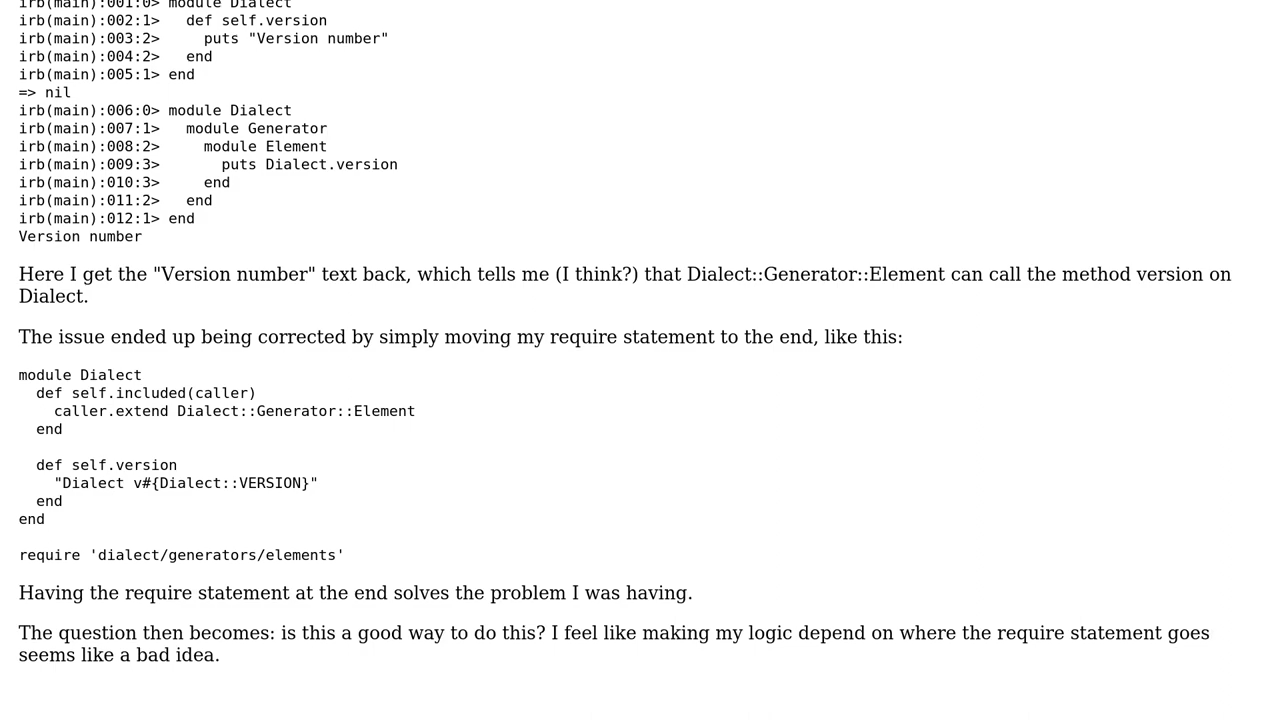 irb(main):001:0> module Dialect
irb(main):002:1>   def self.version
irb(main):003:2>     puts "Version number"
irb(main):004:2>   end
irb(main):005:1> end
=> nil
irb(main):006:0> module Dialect
irb(main):007:1>   module Generator
irb(main):008:2>     module Element
irb(main):009:3>       puts Dialect.version
irb(main):010:3>     end
irb(main):011:2>   end
irb(main):012:1> end
Version number
Here I get the "Version number" text back, which tells me (I think?) that Dialect::Generator::Element can call the method version on
Dialect.
The issue ended up being corrected by simply moving my require statement to the end, like this:
module Dialect
  def self.included(caller)
    caller.extend Dialect::Generator::Element
  end

  def self.version
    "Dialect v#{Dialect::VERSION}"
  end
end

require 'dialect/generators/elements'
Having the require statement at the end solves the problem I was having.
The question then becomes: is this a good way to do this? I feel like making my logic depend on where the require statement goes
seems like a bad idea.